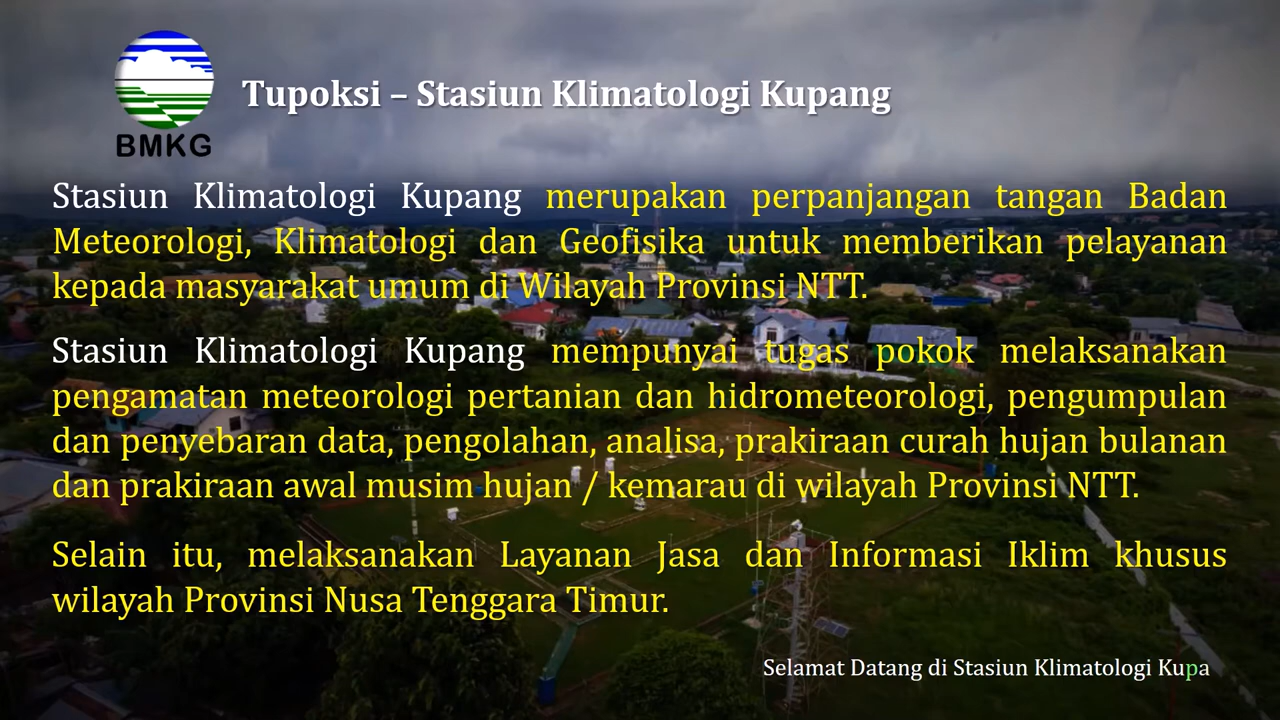 BMKG
Tupoksi – Stasiun Klimatologi Kupang
Stasiun Klimatologi Kupang merupakan perpanjangan tangan Badan
Meteorologi, Klimatologi dan Geofisika untuk memberikan pelayanan
kepada masyarakat umum di Wilayah Provinsi NTT.
Stasiun Klimatologi Kupang mempunyai tugas pokok melaksanakan
pengamatan meteorologi pertanian dan hidrometeorologi, pengumpulan
dan penyebaran data, pengolahan, analisa, prakiraan curah hujan bulanan
dan prakiraan awal musim hujan / kemarau di wilayah Provinsi NTT.
Selain itu, melaksanakan Layanan Jasa dan Informasi Iklim khusus
wilayah Provinsi Nusa Tenggara Timur.
Selamat Datang di Stasiun Klimatologi Kupa